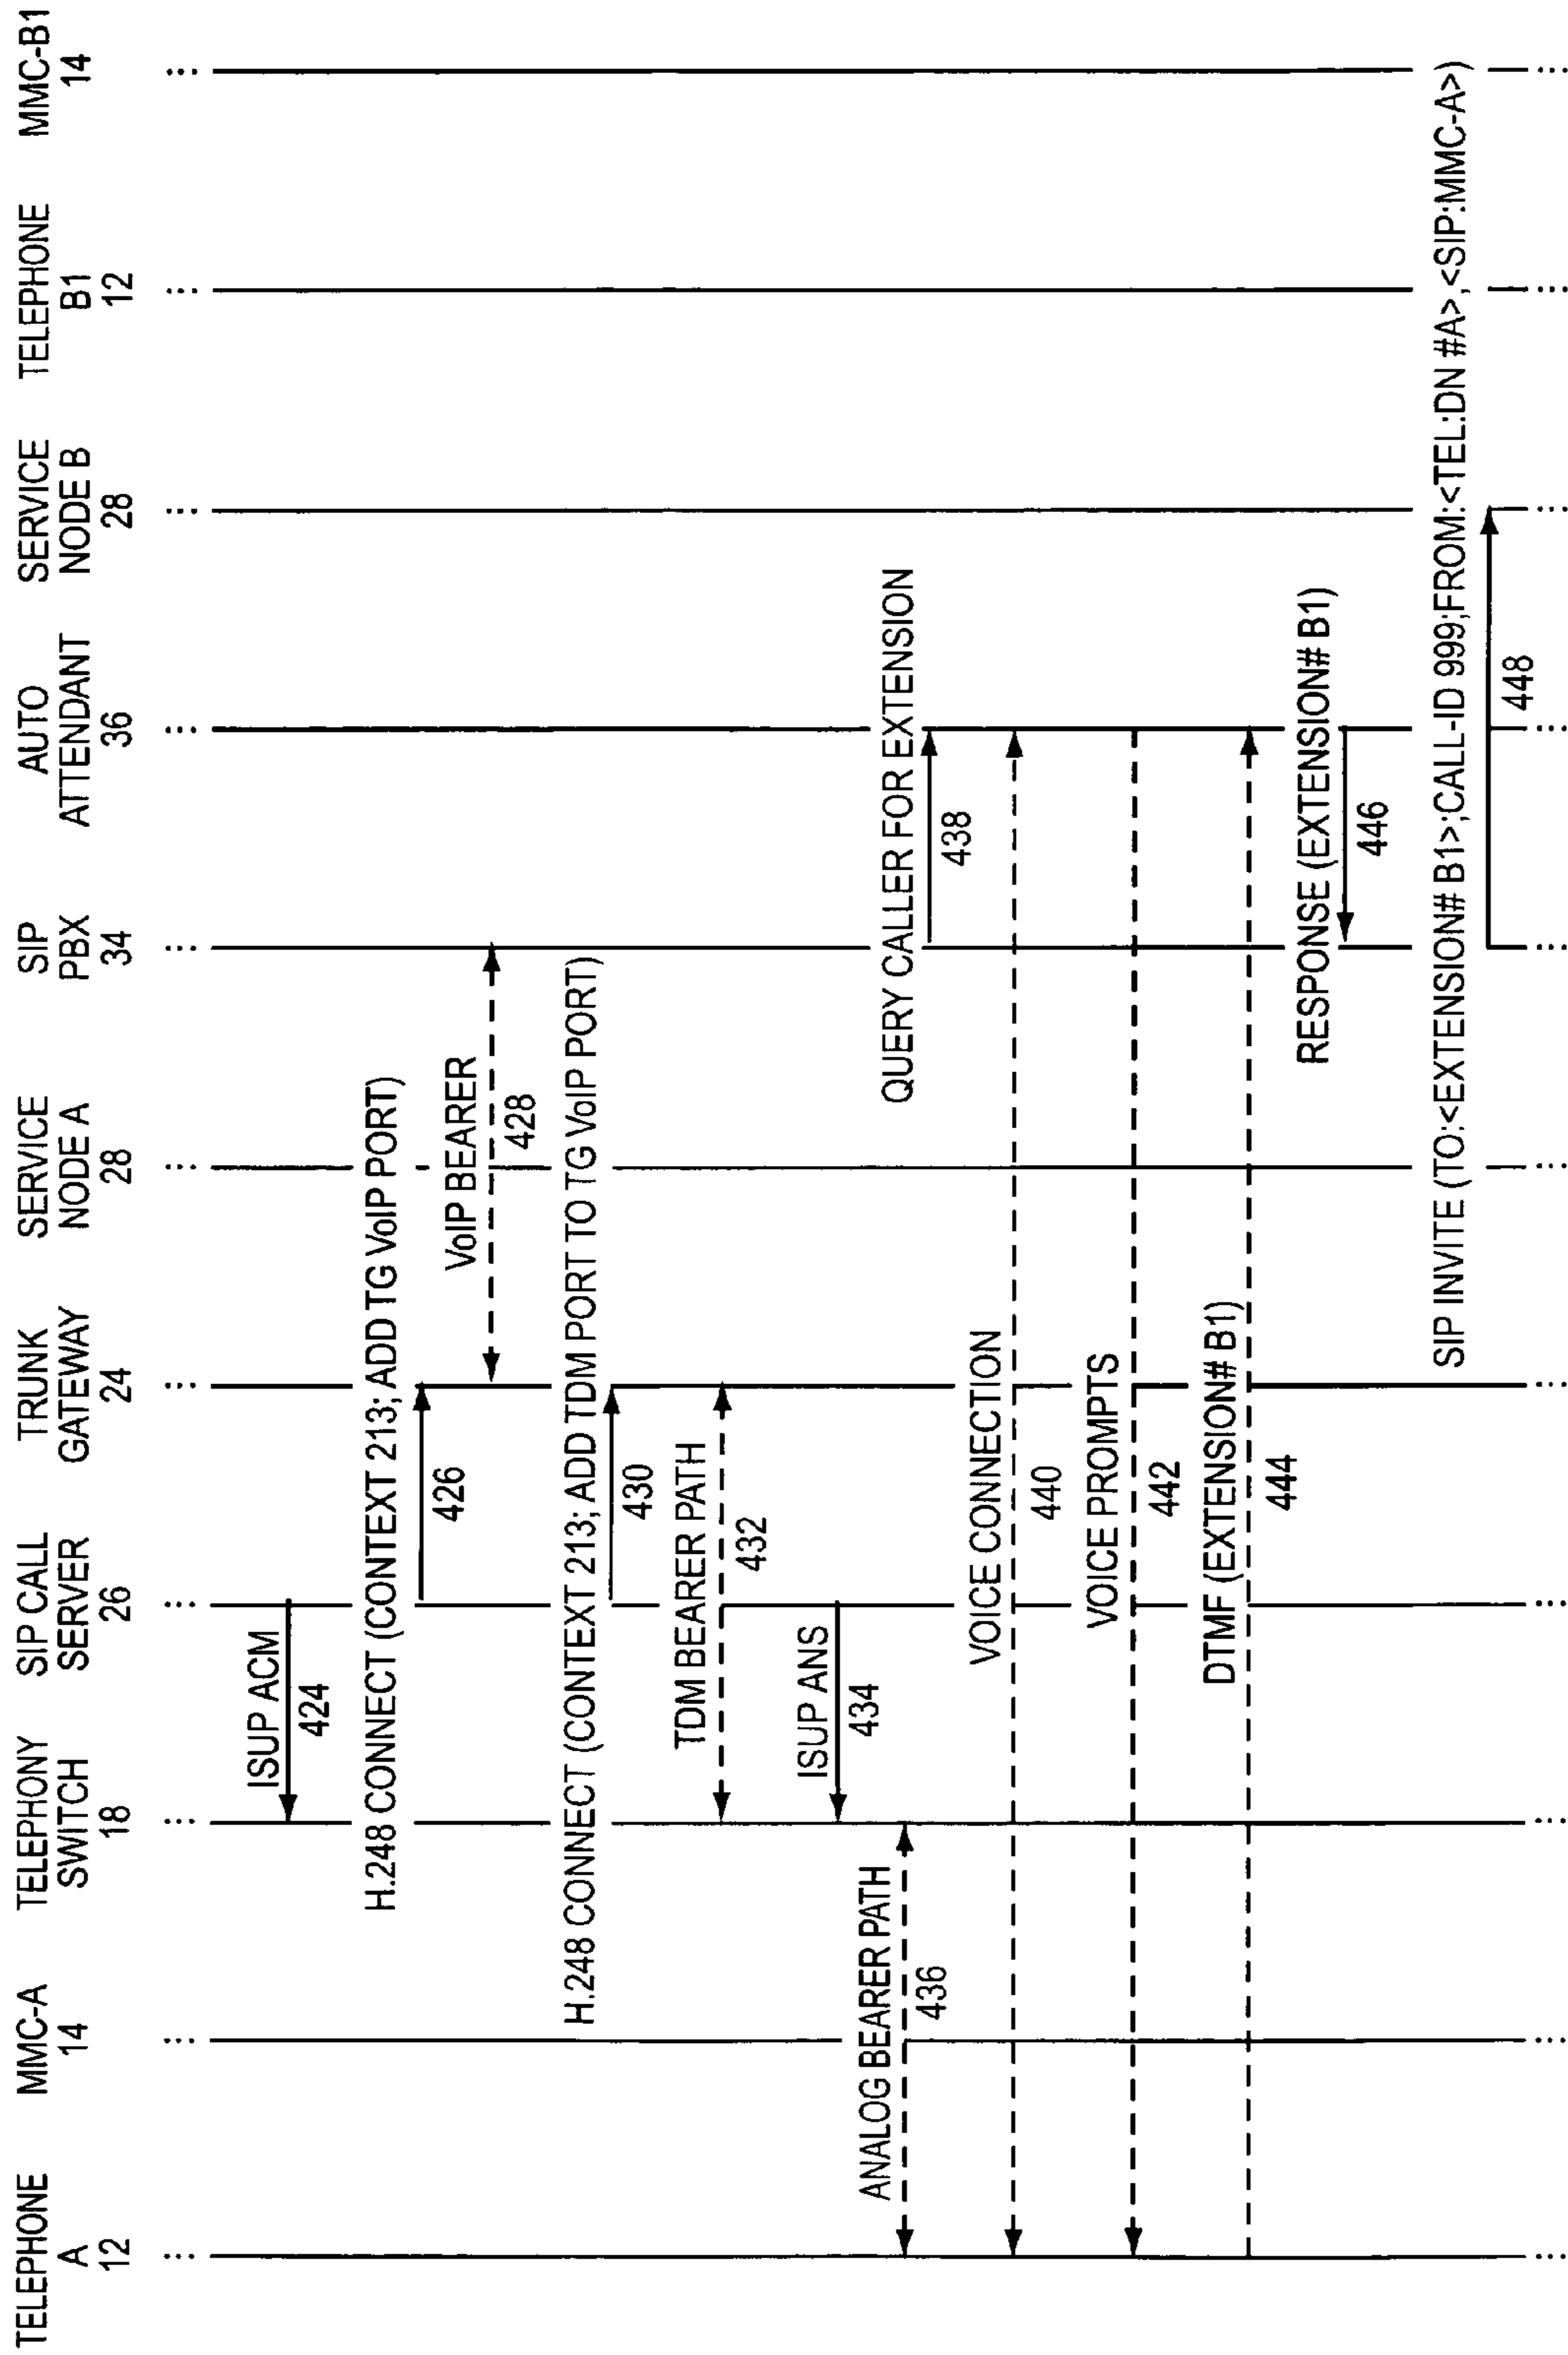 TELEPHONE
A
12
MMC-A
14
TELEPHONY
SWITCH
18
SIP CALL
SERVER
26
TRUNK
GATEWAY
24
SERVICE
NODE A
28
SIP
PBX
34
AUTO
ATTENDANT
36
SERVICE
NODE B
28
TELEPHONE
B1
12
MMC-B1
14
ISUP ACM
424
H.248 CONNECT (CONTEXT 213; ADD TG VoIP PORT)
426
VoIP BEARER
428
H.248 CONNECT (CONTEXT 213; ADD TDM PORT TO TG VoIP PORT)
430
TDM BEARER PATH
432
ISUP ANS
434
ANALOG BEARER PATH
436
QUERY CALLER FOR EXTENSION
438
VOICE CONNECTION
440
VOICE PROMPTS
442
DTMF (EXTENSION# B1)
444
RESPONSE (EXTENSION# B1)
446
SIP INVITE (TO:<EXTENSION# B1>;CALL-ID 999;FROM:<TEL:DN #A>,<SIP:MMC-A>)
448